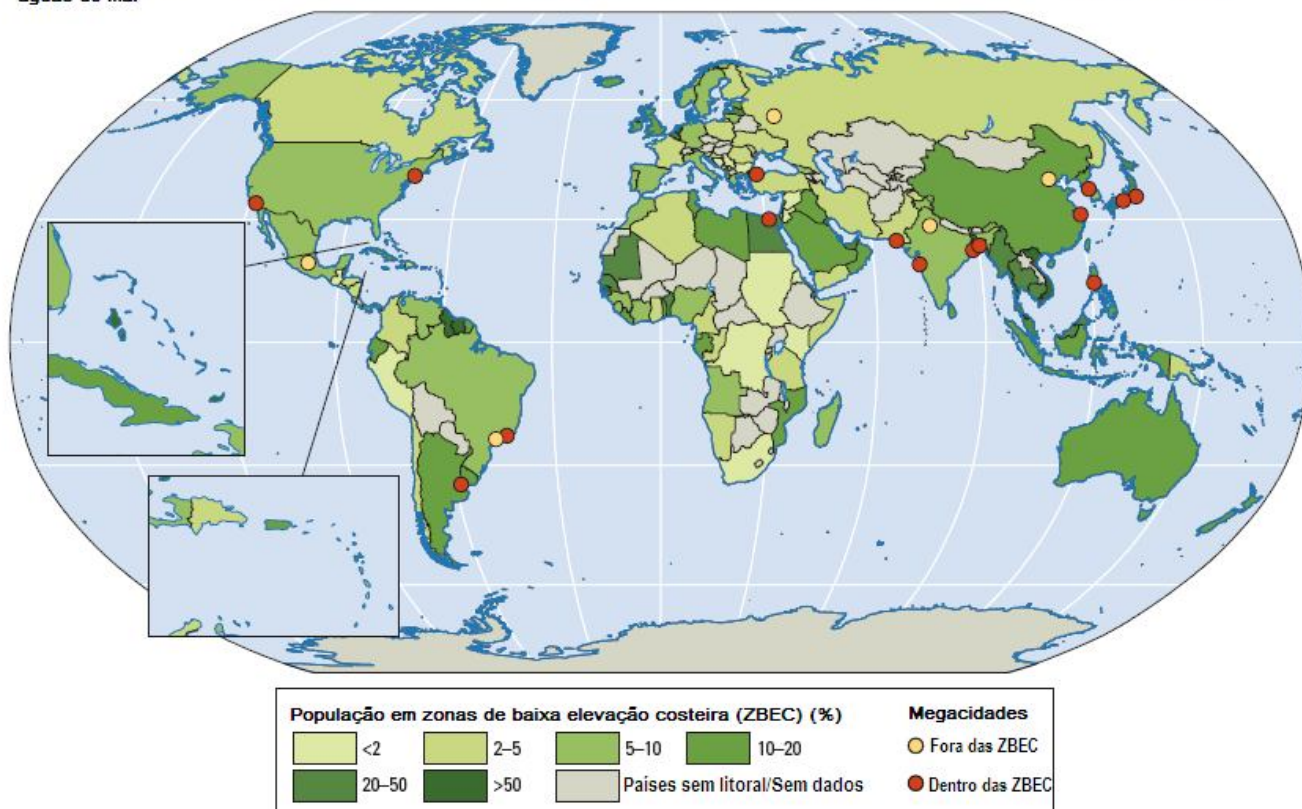 População em zonas de baixa elevação costeira (ZBEC) (%)
<2
2–5
5–10
10–20
20–50
>50
Países sem litoral/Sem dados
Megacidades
Fora das ZBEC
Dentro das ZBEC